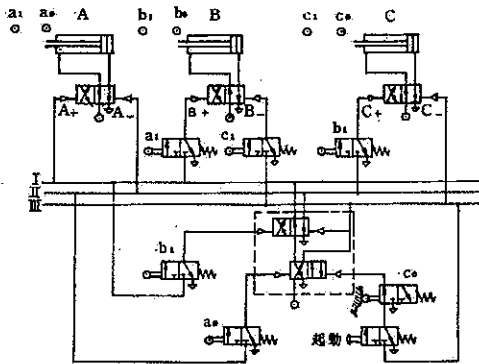 a₁ a₀ A b₁ b₀ B c₁ c₀ C
A+ A- B+ B- C+ C-
a₁ c₁ b₁
I
II
III
b₁
c₀
a₀ 起動